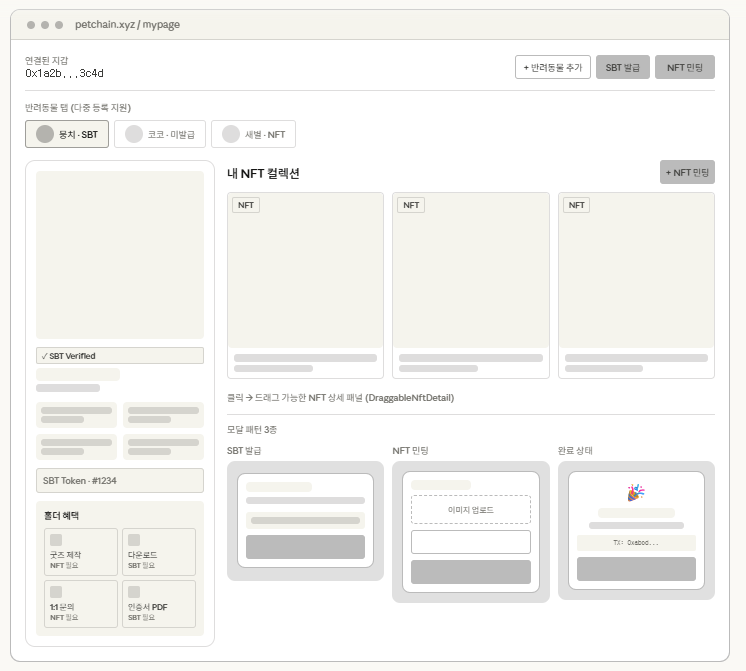 petchain.xyz / mypage
연결된 지갑
0x1a2b...3c4d
+ 반려동물 추가
SBT 발급
NFT 민팅
반려동물 탭 (다중 등록 지원)
뭉치 · SBT
코코 · 미발급
새벌 · NFT
✓ SBT Verified
SBT Token · #1234
홀더 혜택
굿즈 제작
NFT 필요
다운로드
SBT 필요
1:1 문의
NFT 필요
인증서 PDF
SBT 필요
내 NFT 컬렉션
+ NFT 민팅
NFT
NFT
NFT
클릭 → 드래그 가능한 NFT 상세 패널 (DraggableNftDetail)
모달 패턴 3종
SBT 발급
NFT 민팅
완료 상태
이미지 업로드
TX: 0xabcd...